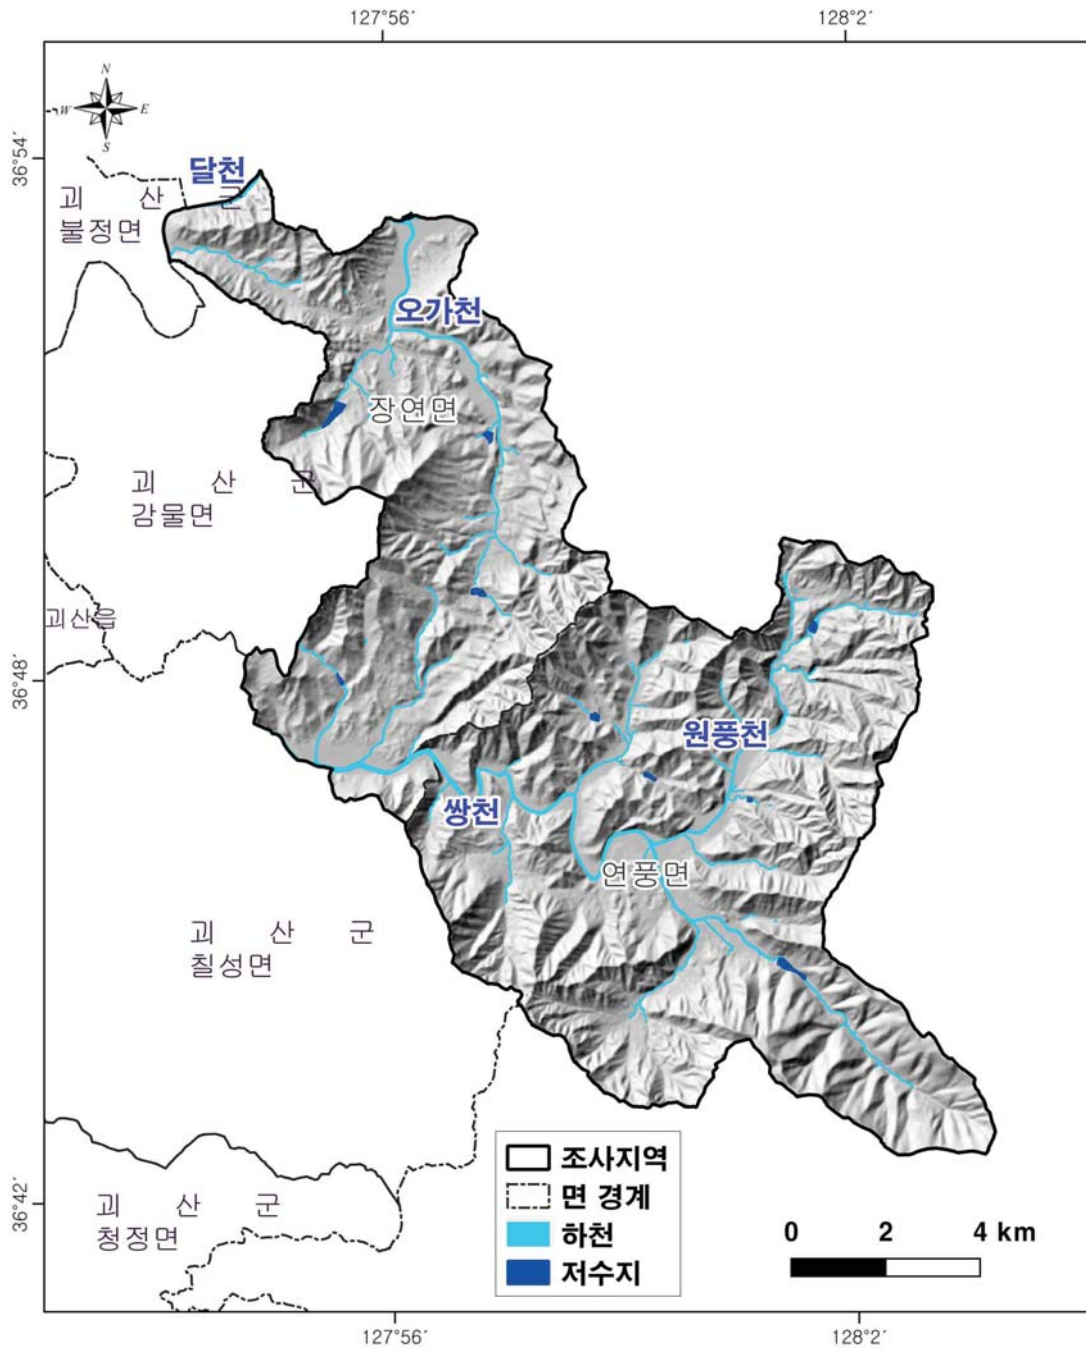 127°56´
128°2´
N
W
E
S
36°54´
달천
괴 산 군
불정면
오가천
장연면
괴 산 군
감물면
괴산읍
36°48´
원풍천
쌍천
연풍면
괴 산 군
칠성면
조사지역
면 경계
하천
저수지
36°42´
괴 산 군
청정면
0 2 4 km
127°56´
128°2´